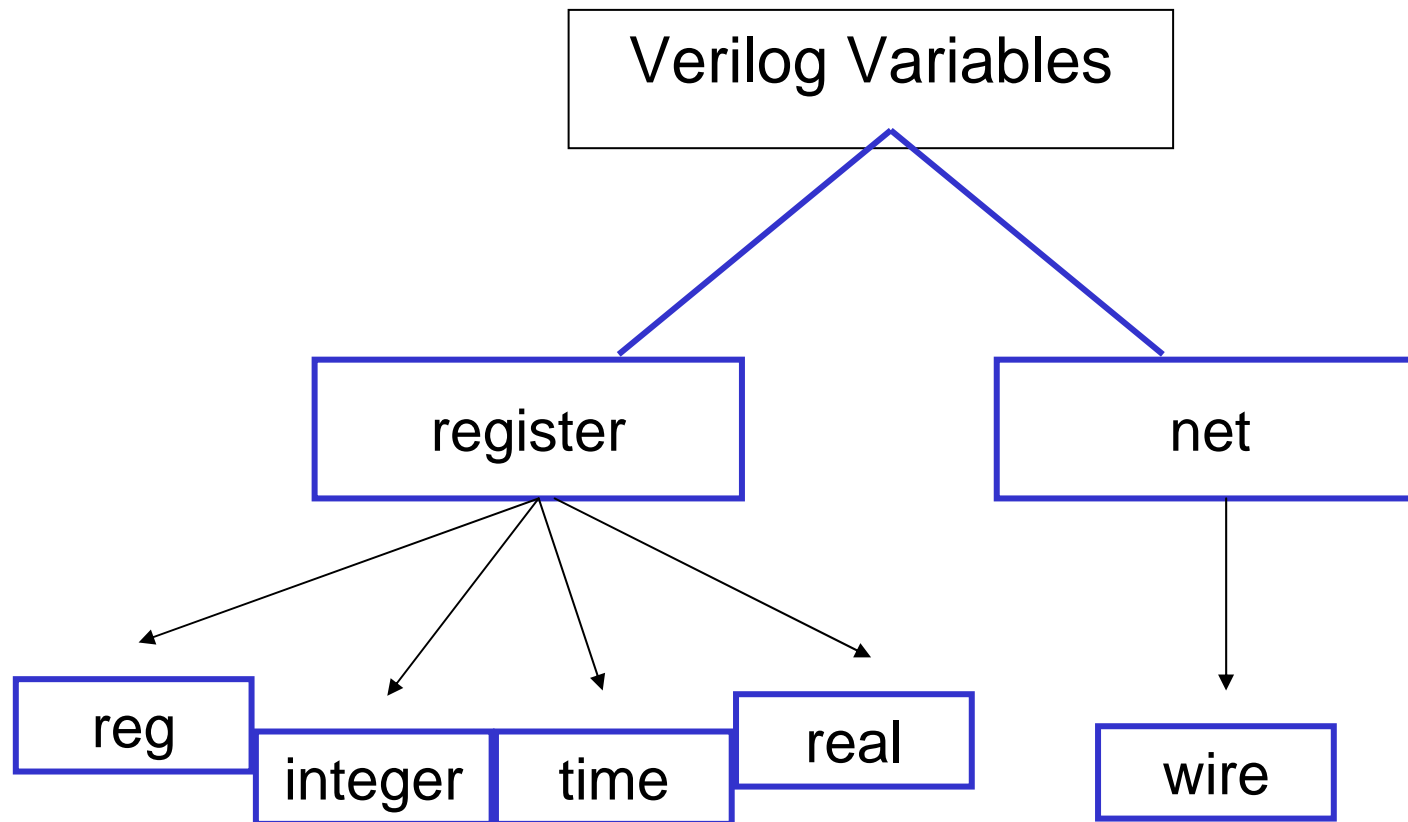 Verilog Variables
register
net
reg
integer
time
real
wire